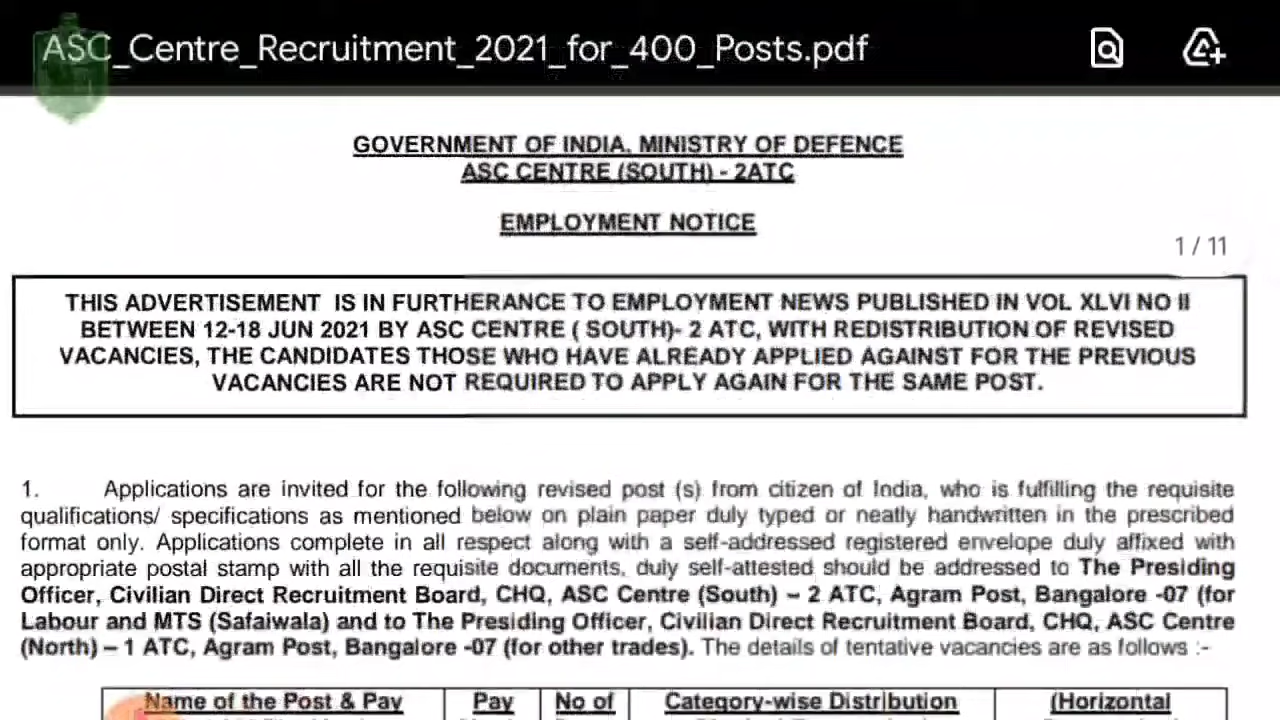 ASC_Centre_Recruitment_2021_for_400_Posts.pdf
GOVERNMENT OF INDIA, MINISTRY OF DEFENCE
ASC CENTRE (SOUTH) - 2ATC
EMPLOYMENT NOTICE
1 / 11
THIS ADVERTISEMENT IS IN FURTHERANCE TO EMPLOYMENT NEWS PUBLISHED IN VOL XLVI NO II
BETWEEN 12-18 JUN 2021 BY ASC CENTRE ( SOUTH)- 2 ATC, WITH REDISTRIBUTION OF REVISED
VACANCIES, THE CANDIDATES THOSE WHO HAVE ALREADY APPLIED AGAINST FOR THE PREVIOUS
VACANCIES ARE NOT REQUIRED TO APPLY AGAIN FOR THE SAME POST.
1. Applications are invited for the following revised post (s) from citizen of India, who is fulfilling the requisite
qualifications/ specifications as mentioned below on plain paper duly typed or neatly handwritten in the prescribed
format only. Applications complete in all respect along with a self-addressed registered envelope duly affixed with
appropriate postal stamp with all the requisite documents, duly self-attested should be addressed to The Presiding
Officer, Civilian Direct Recruitment Board, CHQ, ASC Centre (South) – 2 ATC, Agram Post, Bangalore -07 (for
Labour and MTS (Safaiwala) and to The Presiding Officer, Civilian Direct Recruitment Board, CHQ, ASC Centre
(North) – 1 ATC, Agram Post, Bangalore -07 (for other trades). The details of tentative vacancies are as follows :-
Name of the Post & Pay Pay No of Category-wise Distribution (Horizontal